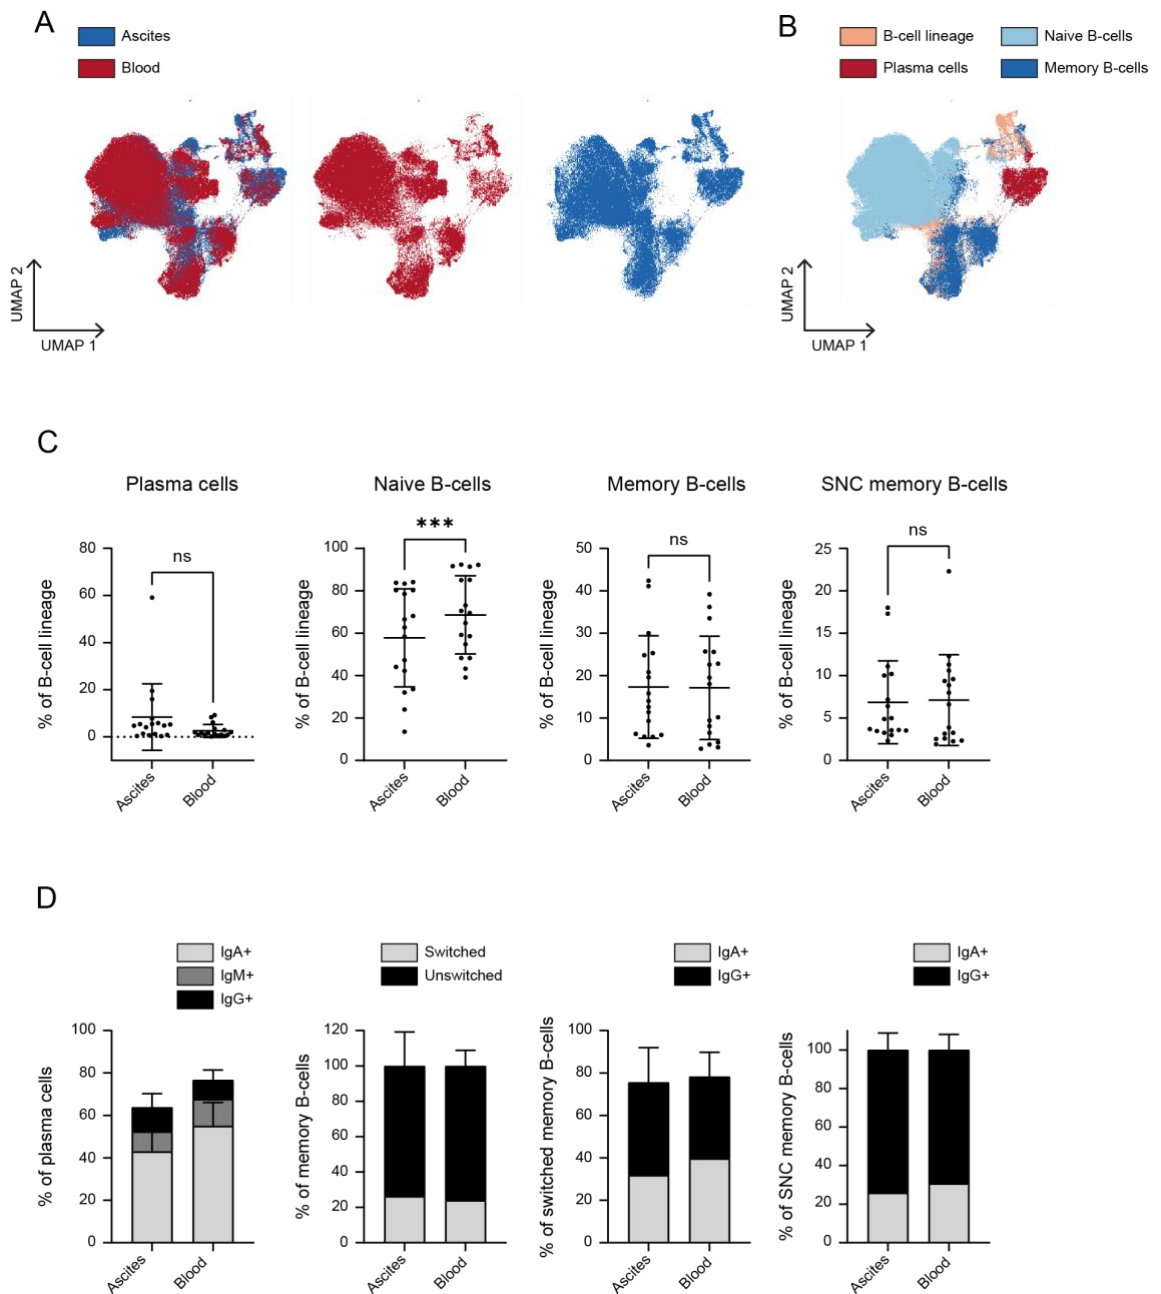 A
Ascites
Blood
B
B-cell lineage
Naive B-cells
Plasma cells
Memory B-cells
UMAP 2
UMAP 1
UMAP 2
UMAP 1
C
Plasma cells
Naive B-cells
Memory B-cells
SNC memory B-cells
% of B-cell lineage
80
60
40
20
0
ns
Ascites
Blood
% of B-cell lineage
100
80
60
40
20
0
***
Ascites
Blood
% of B-cell lineage
50
40
30
20
10
0
ns
Ascites
Blood
% of B-cell lineage
25
20
15
10
5
0
ns
Ascites
Blood
D
IgA+
IgM+
IgG+
% of plasma cells
100
80
60
40
20
0
Ascites
Blood
Switched
Unswitched
% of memory B-cells
120
100
80
60
40
20
0
Ascites
Blood
IgA+
IgG+
% of switched memory B-cells
100
80
60
40
20
0
Ascites
Blood
IgA+
IgG+
% of SNC memory B-cells
100
80
60
40
20
0
Ascites
Blood